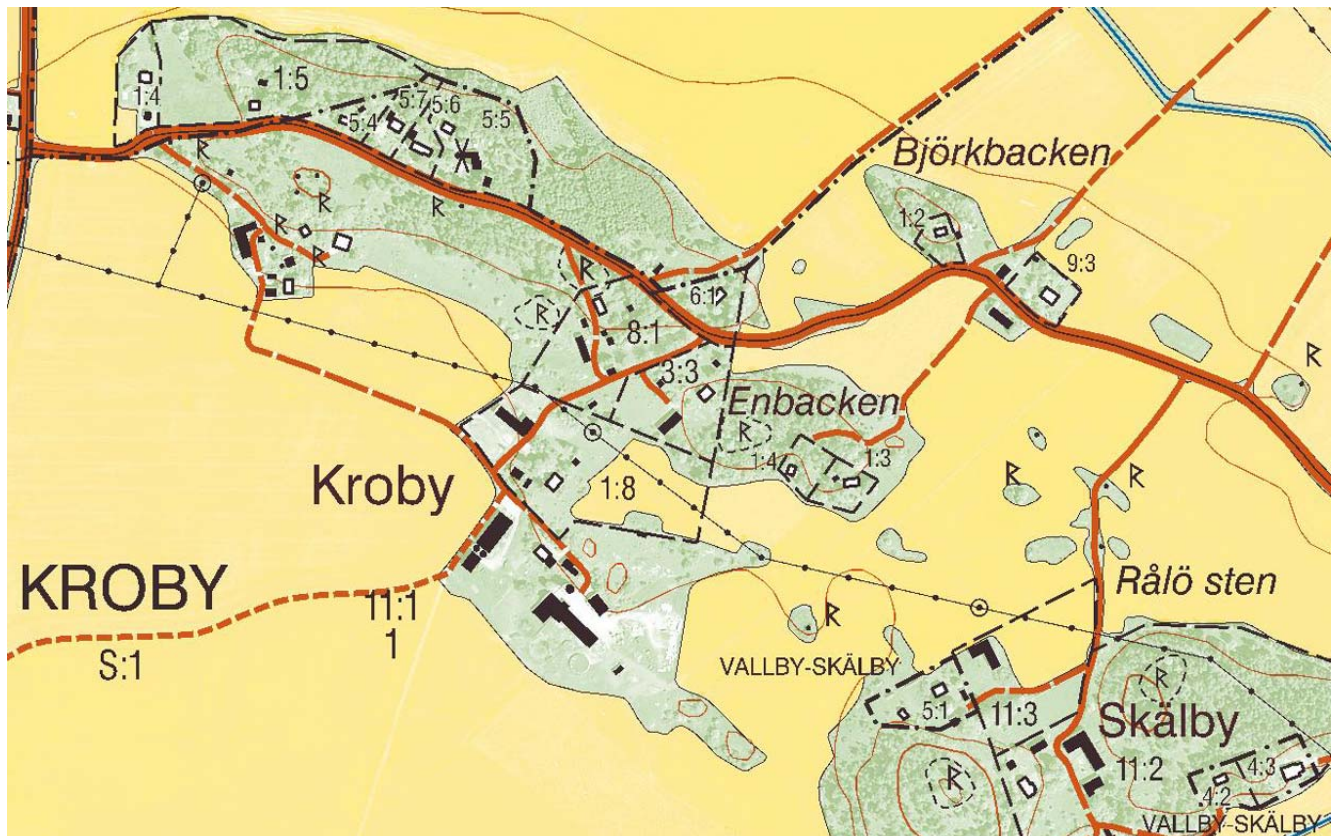 1:4
1:5
5:4
5:7
5:6
5:5
R
R
R
R
R
R
Björkbacken
1:2
9:3
R
R
6:1
8:1
3:3
R
Enbacken
R
1:4
1:3
Kroby
1:8
R
R
KROBY
11:1
1
S:1
Rålö sten
R
VALLBY-SKÄLBY
5:1
11:3
R
Skälby
R
11:2
4:2
4:3
VALLBY-SKÄLBY